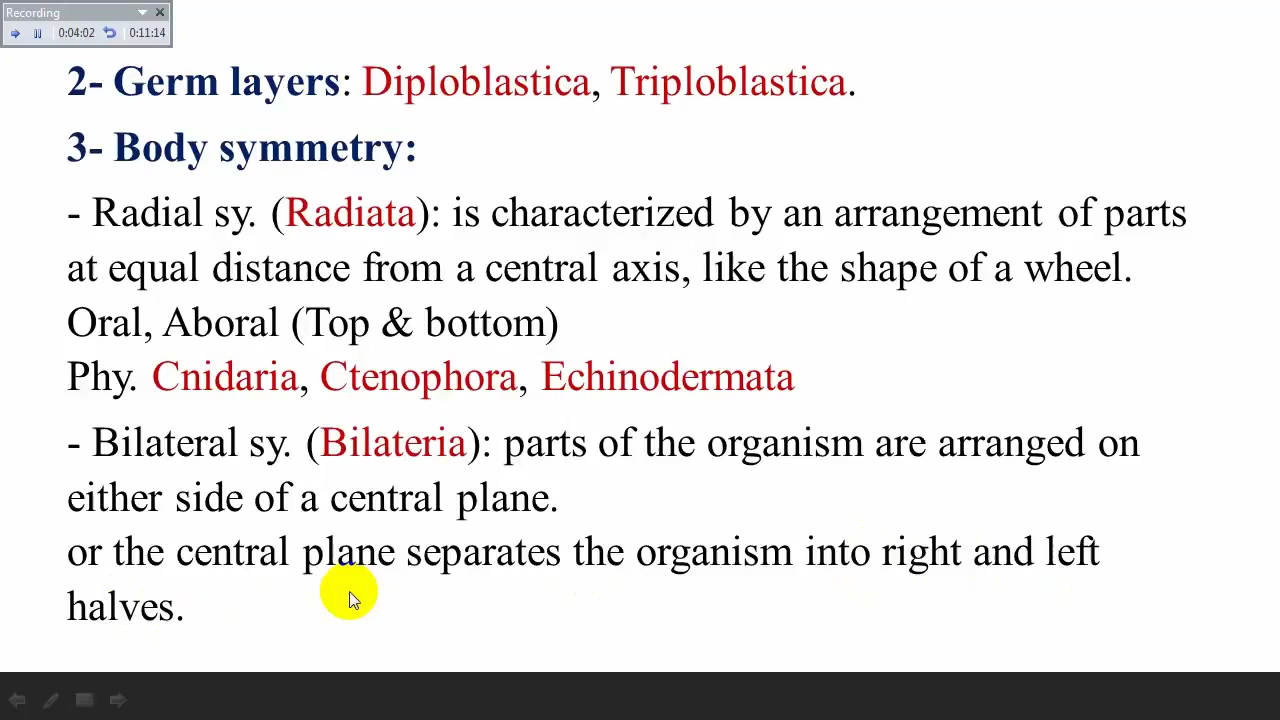 Recording
0:04:02 0:11:14
2- Germ layers: Diploblastica, Triploblastica.
3- Body symmetry:
- Radial sy. (Radiata): is characterized by an arrangement of parts
at equal distance from a central axis, like the shape of a wheel.
Oral, Aboral (Top & bottom)
Phy. Cnidaria, Ctenophora, Echinodermata
- Bilateral sy. (Bilateria): parts of the organism are arranged on
either side of a central plane.
or the central plane separates the organism into right and left
halves.